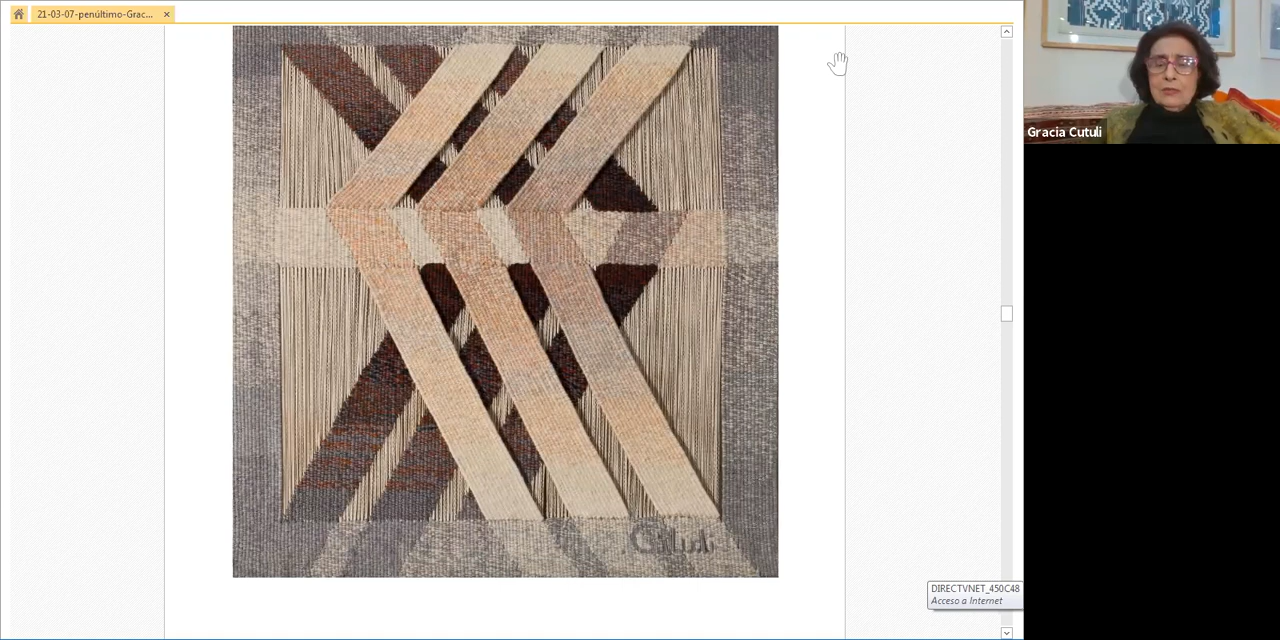 21-03-07-penúltimo-Grac...
Gracia Cutuli
Cutuli
DIRECTVNET_450C48
Acceso a Internet